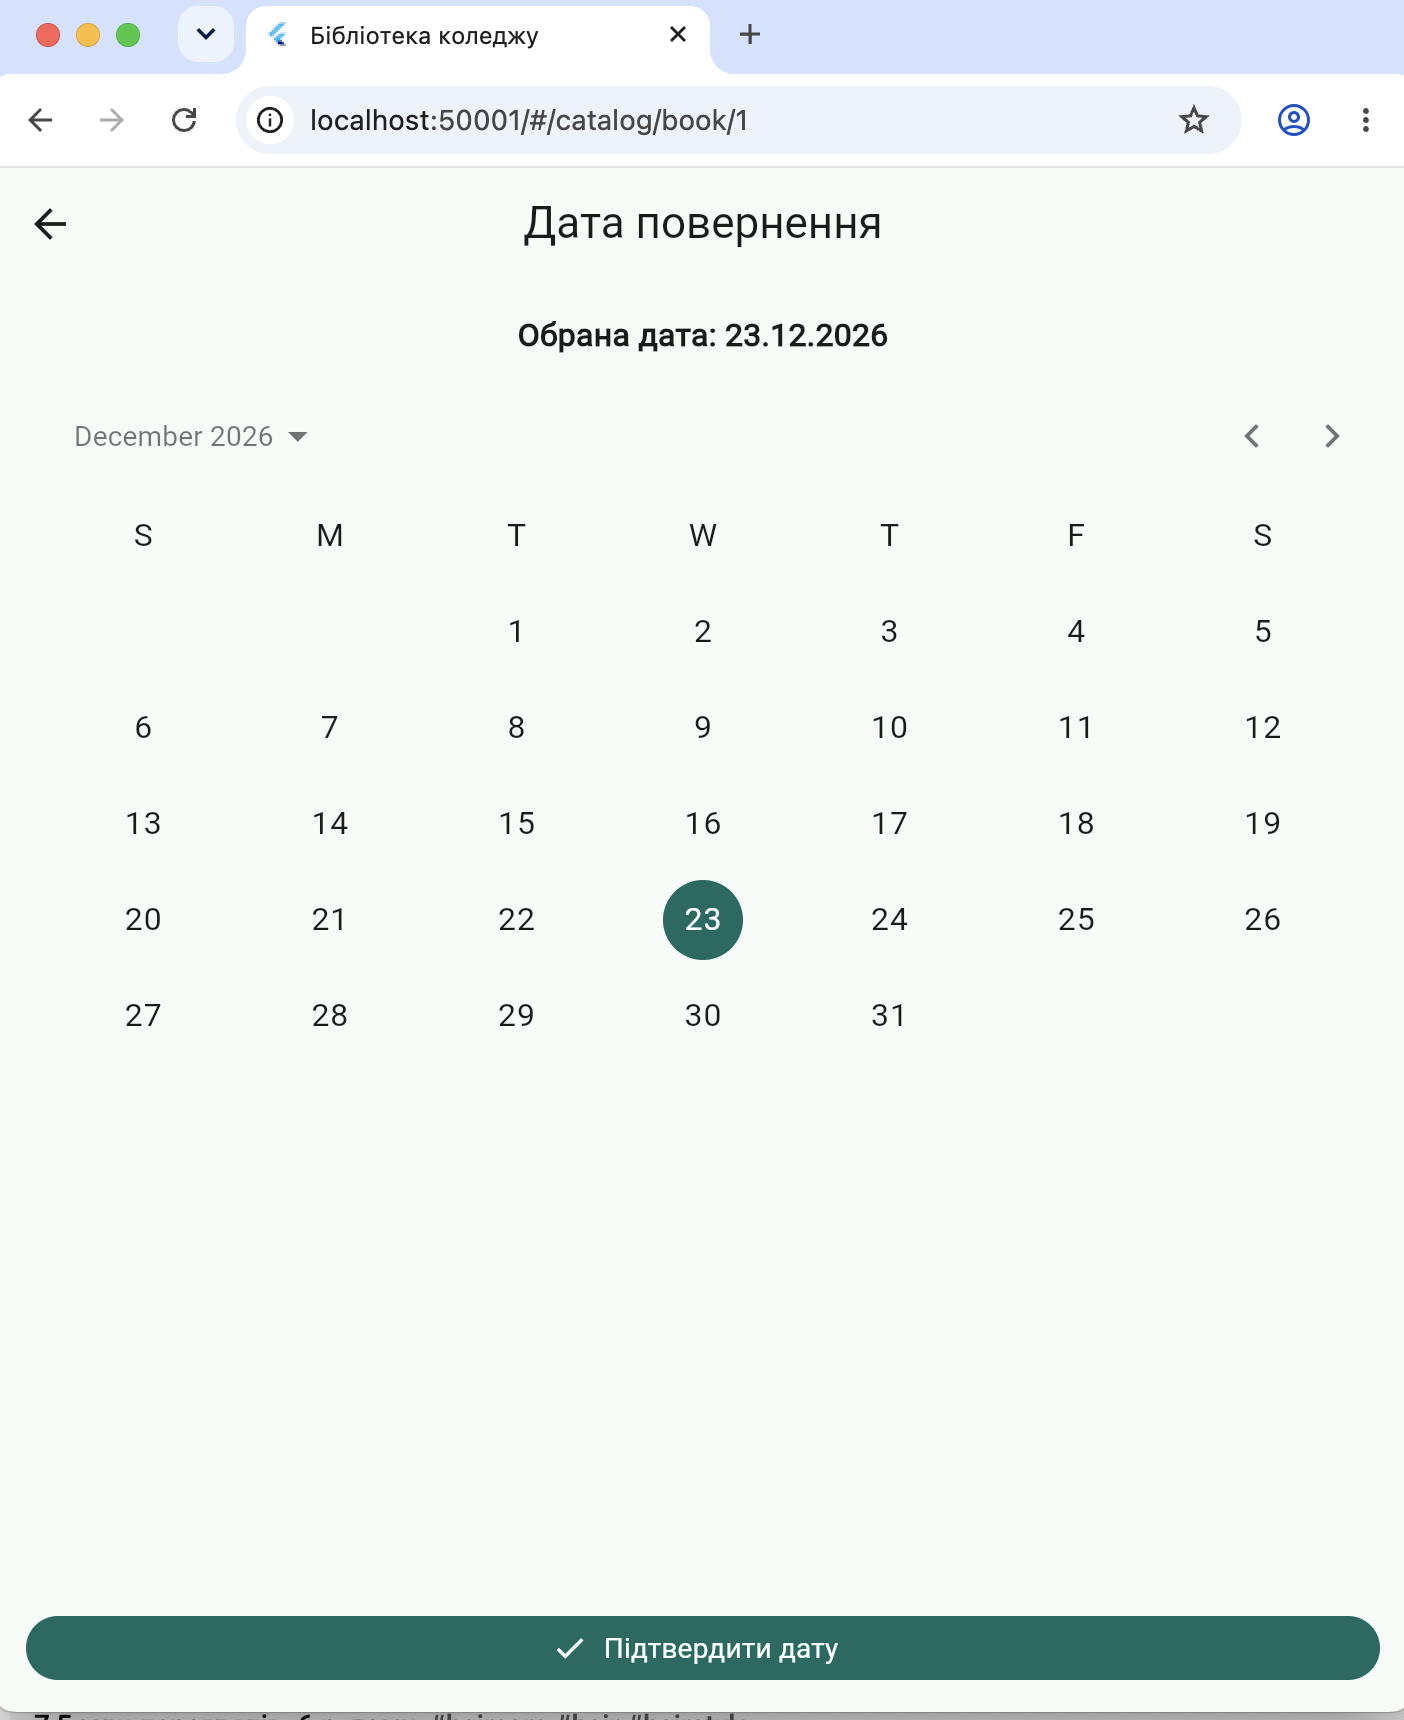 Бібліотека коледжу
localhost:50001/#/catalog/book/1
Дата повернення
Обрана дата: 23.12.2026
December 2026
S M T W T F S
1 2 3 4 5
6 7 8 9 10 11 12
13 14 15 16 17 18 19
20 21 22 23 24 25 26
27 28 29 30 31
Підтвердити дату